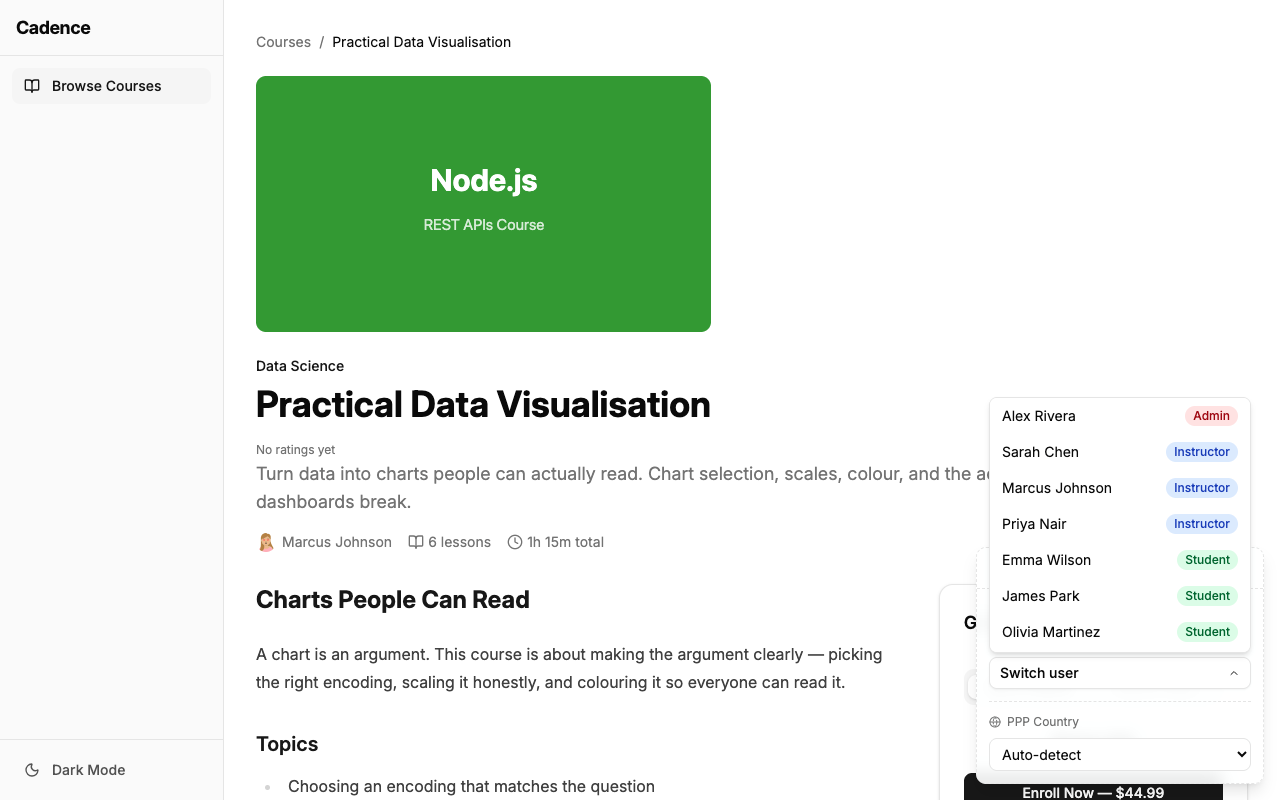 Cadence
Browse Courses
Dark Mode
Courses / Practical Data Visualisation
Node.js
REST APIs Course
Data Science
Practical Data Visualisation
No ratings yet
Turn data into charts people can actually read. Chart selection, scales, colour, and the
dashboards break.
Marcus Johnson 6 lessons 1h 15m total
Charts People Can Read
A chart is an argument. This course is about making the argument clearly — picking
the right encoding, scaling it honestly, and colouring it so everyone can read it.
Topics
Choosing an encoding that matches the question
Alex Rivera Admin
Sarah Chen Instructor
Marcus Johnson Instructor
Priya Nair Instructor
Emma Wilson Student
James Park Student
Olivia Martinez Student
Switch user
PPP Country
Auto-detect
Enroll Now — $44.99